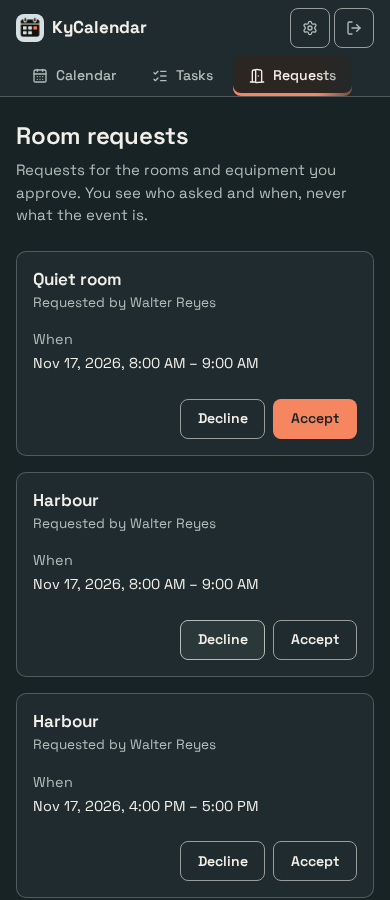 KyCalendar
Calendar
Tasks
Requests
Room requests
Requests for the rooms and equipment you
approve. You see who asked and when, never
what the event is.
Quiet room
Requested by Walter Reyes
When
Nov 17, 2026, 8:00 AM – 9:00 AM
Decline
Accept
Harbour
Requested by Walter Reyes
When
Nov 17, 2026, 8:00 AM – 9:00 AM
Decline
Accept
Harbour
Requested by Walter Reyes
When
Nov 17, 2026, 4:00 PM – 5:00 PM
Decline
Accept